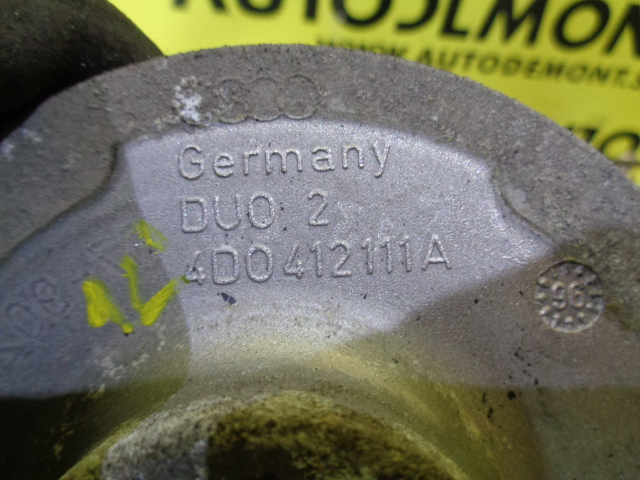 AUTODEMONT
WWW.AUTODEMONT.
Germany
DUO 2
4D0412111A
96